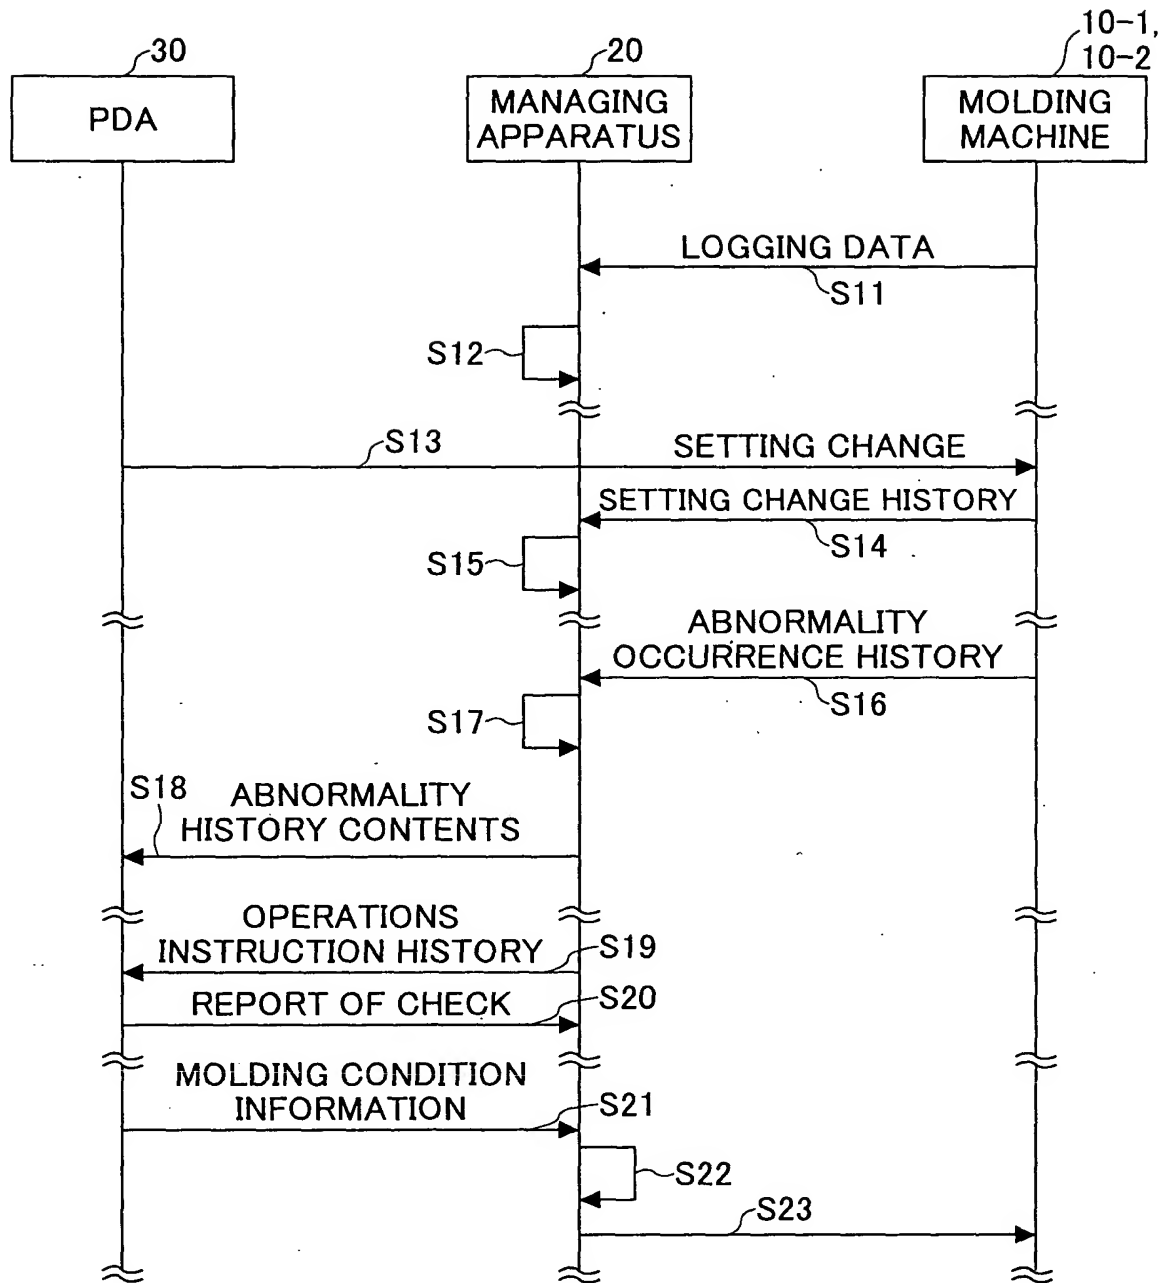 30
20
10-1,
10-2
PDA
MANAGING
APPARATUS
MOLDING
MACHINE
LOGGING DATA
S11
S12
S13
SETTING CHANGE
SETTING CHANGE HISTORY
S14
S15
ABNORMALITY
OCCURRENCE HISTORY
S16
S17
S18
ABNORMALITY
HISTORY CONTENTS
OPERATIONS
INSTRUCTION HISTORY
S19
REPORT OF CHECK
S20
MOLDING CONDITION
INFORMATION
S21
S22
S23